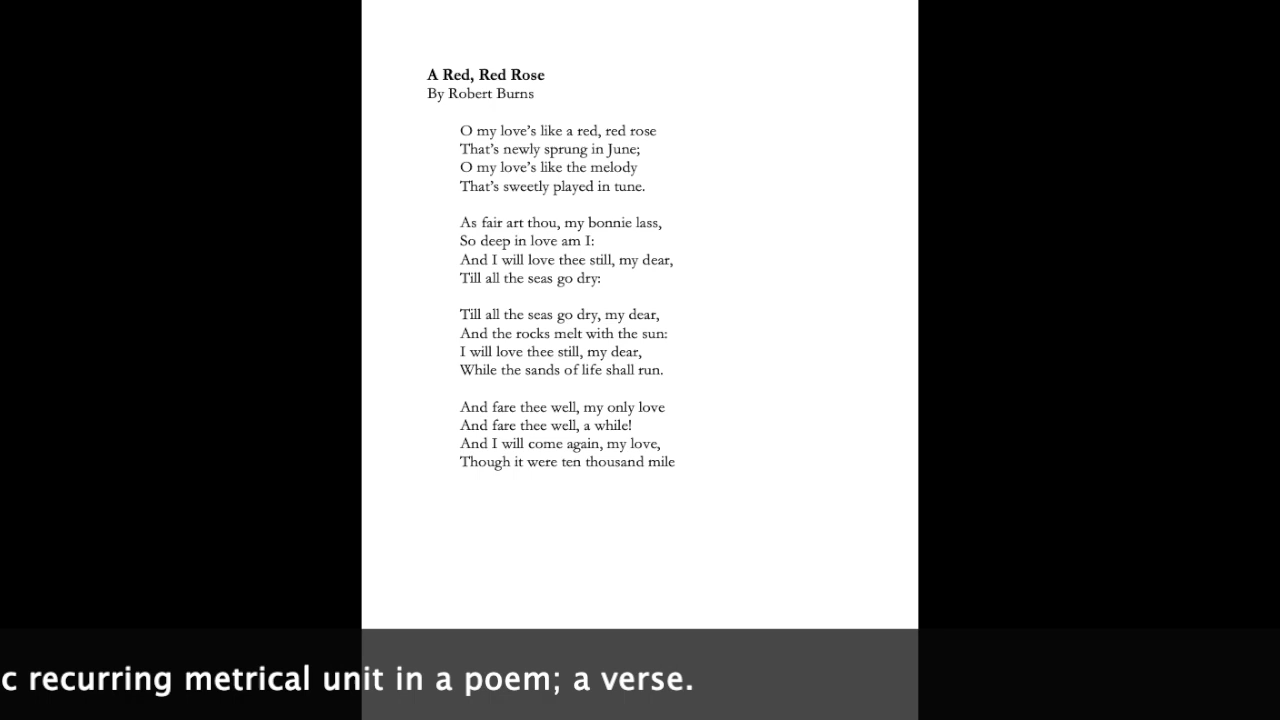 A Red, Red Rose
By Robert Burns
O my love's like a red, red rose
That's newly sprung in June;
O my love's like the melody
That's sweetly played in tune.
As fair art thou, my bonnie lass,
So deep in love am I:
And I will love thee still, my dear,
Till all the seas go dry:
Till all the seas go dry, my dear,
And the rocks melt with the sun:
I will love thee still, my dear,
While the sands of life shall run.
And fare thee well, my only love
And fare thee well, a while!
And I will come again, my love,
Though it were ten thousand mile
c recurring metrical unit in a poem; a verse.